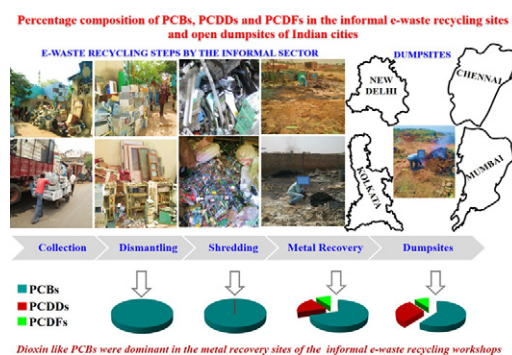 Percentage composition of PCBs, PCDDs and PCDFs in the informal e-waste recycling sites
and open dumpsites of Indian cities
E-WASTE RECYCLING STEPS BY THE INFORMAL SECTOR
DUMPSITES
NEW
DELHI
CHENNAI
KOLKATA
MUMBAI
Collection
Dismantling
Shredding
Metal Recovery
Dumpsites
PCBs
PCDDs
PCDFs
Dioxin like PCBs were dominant in the metal recovery sites of the informal e-waste recycling workshops